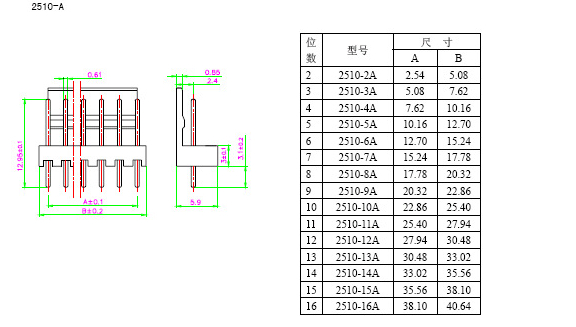 2510-A
0.61
0.55
2.4
12.95±0.1
3±0.1
3.1±0.2
A±0.1
B±0.2
5.9
位数 型号 尺 寸
A B
2 2510-2A 2.54 5.08
3 2510-3A 5.08 7.62
4 2510-4A 7.62 10.16
5 2510-5A 10.16 12.70
6 2510-6A 12.70 15.24
7 2510-7A 15.24 17.78
8 2510-8A 17.78 20.32
9 2510-9A 20.32 22.86
10 2510-10A 22.86 25.40
11 2510-11A 25.40 27.94
12 2510-12A 27.94 30.48
13 2510-13A 30.48 33.02
14 2510-14A 33.02 35.56
15 2510-15A 35.56 38.10
16 2510-16A 38.10 40.64